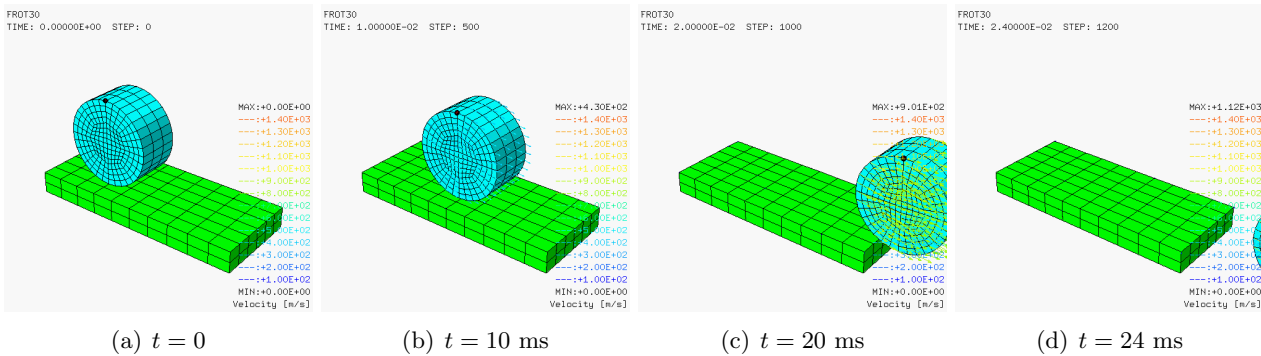 FROT30
TIME: 0.00000E+00 STEP: 0
MAX:+0.00E+00
---:+1.40E+03
---:+1.30E+03
---:+1.20E+03
---:+1.10E+03
---:+1.00E+03
---:+9.00E+02
---:+8.00E+02
+4.00E+02
---:+3.00E+02
---:+2.00E+02
---:+1.00E+02
MIN:+0.00E+00
Velocity [m/s]
(a) t = 0
FROT30
TIME: 1.00000E-02 STEP: 500
MAX:+4.30E+02
---:+1.40E+03
---:+1.30E+03
---:+1.20E+03
---:+1.10E+03
---:+1.00E+03
---:+9.00E+02
---:+8.00E+02
+4.00E+02
---:+3.00E+02
---:+2.00E+02
---:+1.00E+02
MIN:+0.00E+00
Velocity [m/s]
(b) t = 10 ms
FROT30
TIME: 2.00000E-02 STEP: 1000
MAX:+9.01E+02
---:+1.40E+03
---:+1.30E+03
---:+2.00E+02
---:+1.00E+02
MIN:+0.00E+00
Velocity [m/s]
(c) t = 20 ms
FROT30
TIME: 2.40000E-02 STEP: 1200
MAX:+1.12E+03
---:+1.40E+03
---:+1.30E+03
---:+1.20E+03
---:+1.10E+03
---:+1.00E+03
---:+9.00E+02
---:+8.00E+02
---:+2.00E+02
---:+1.00E+02
MIN:+0.00E+00
Velocity [m/s]
(d) t = 24 ms